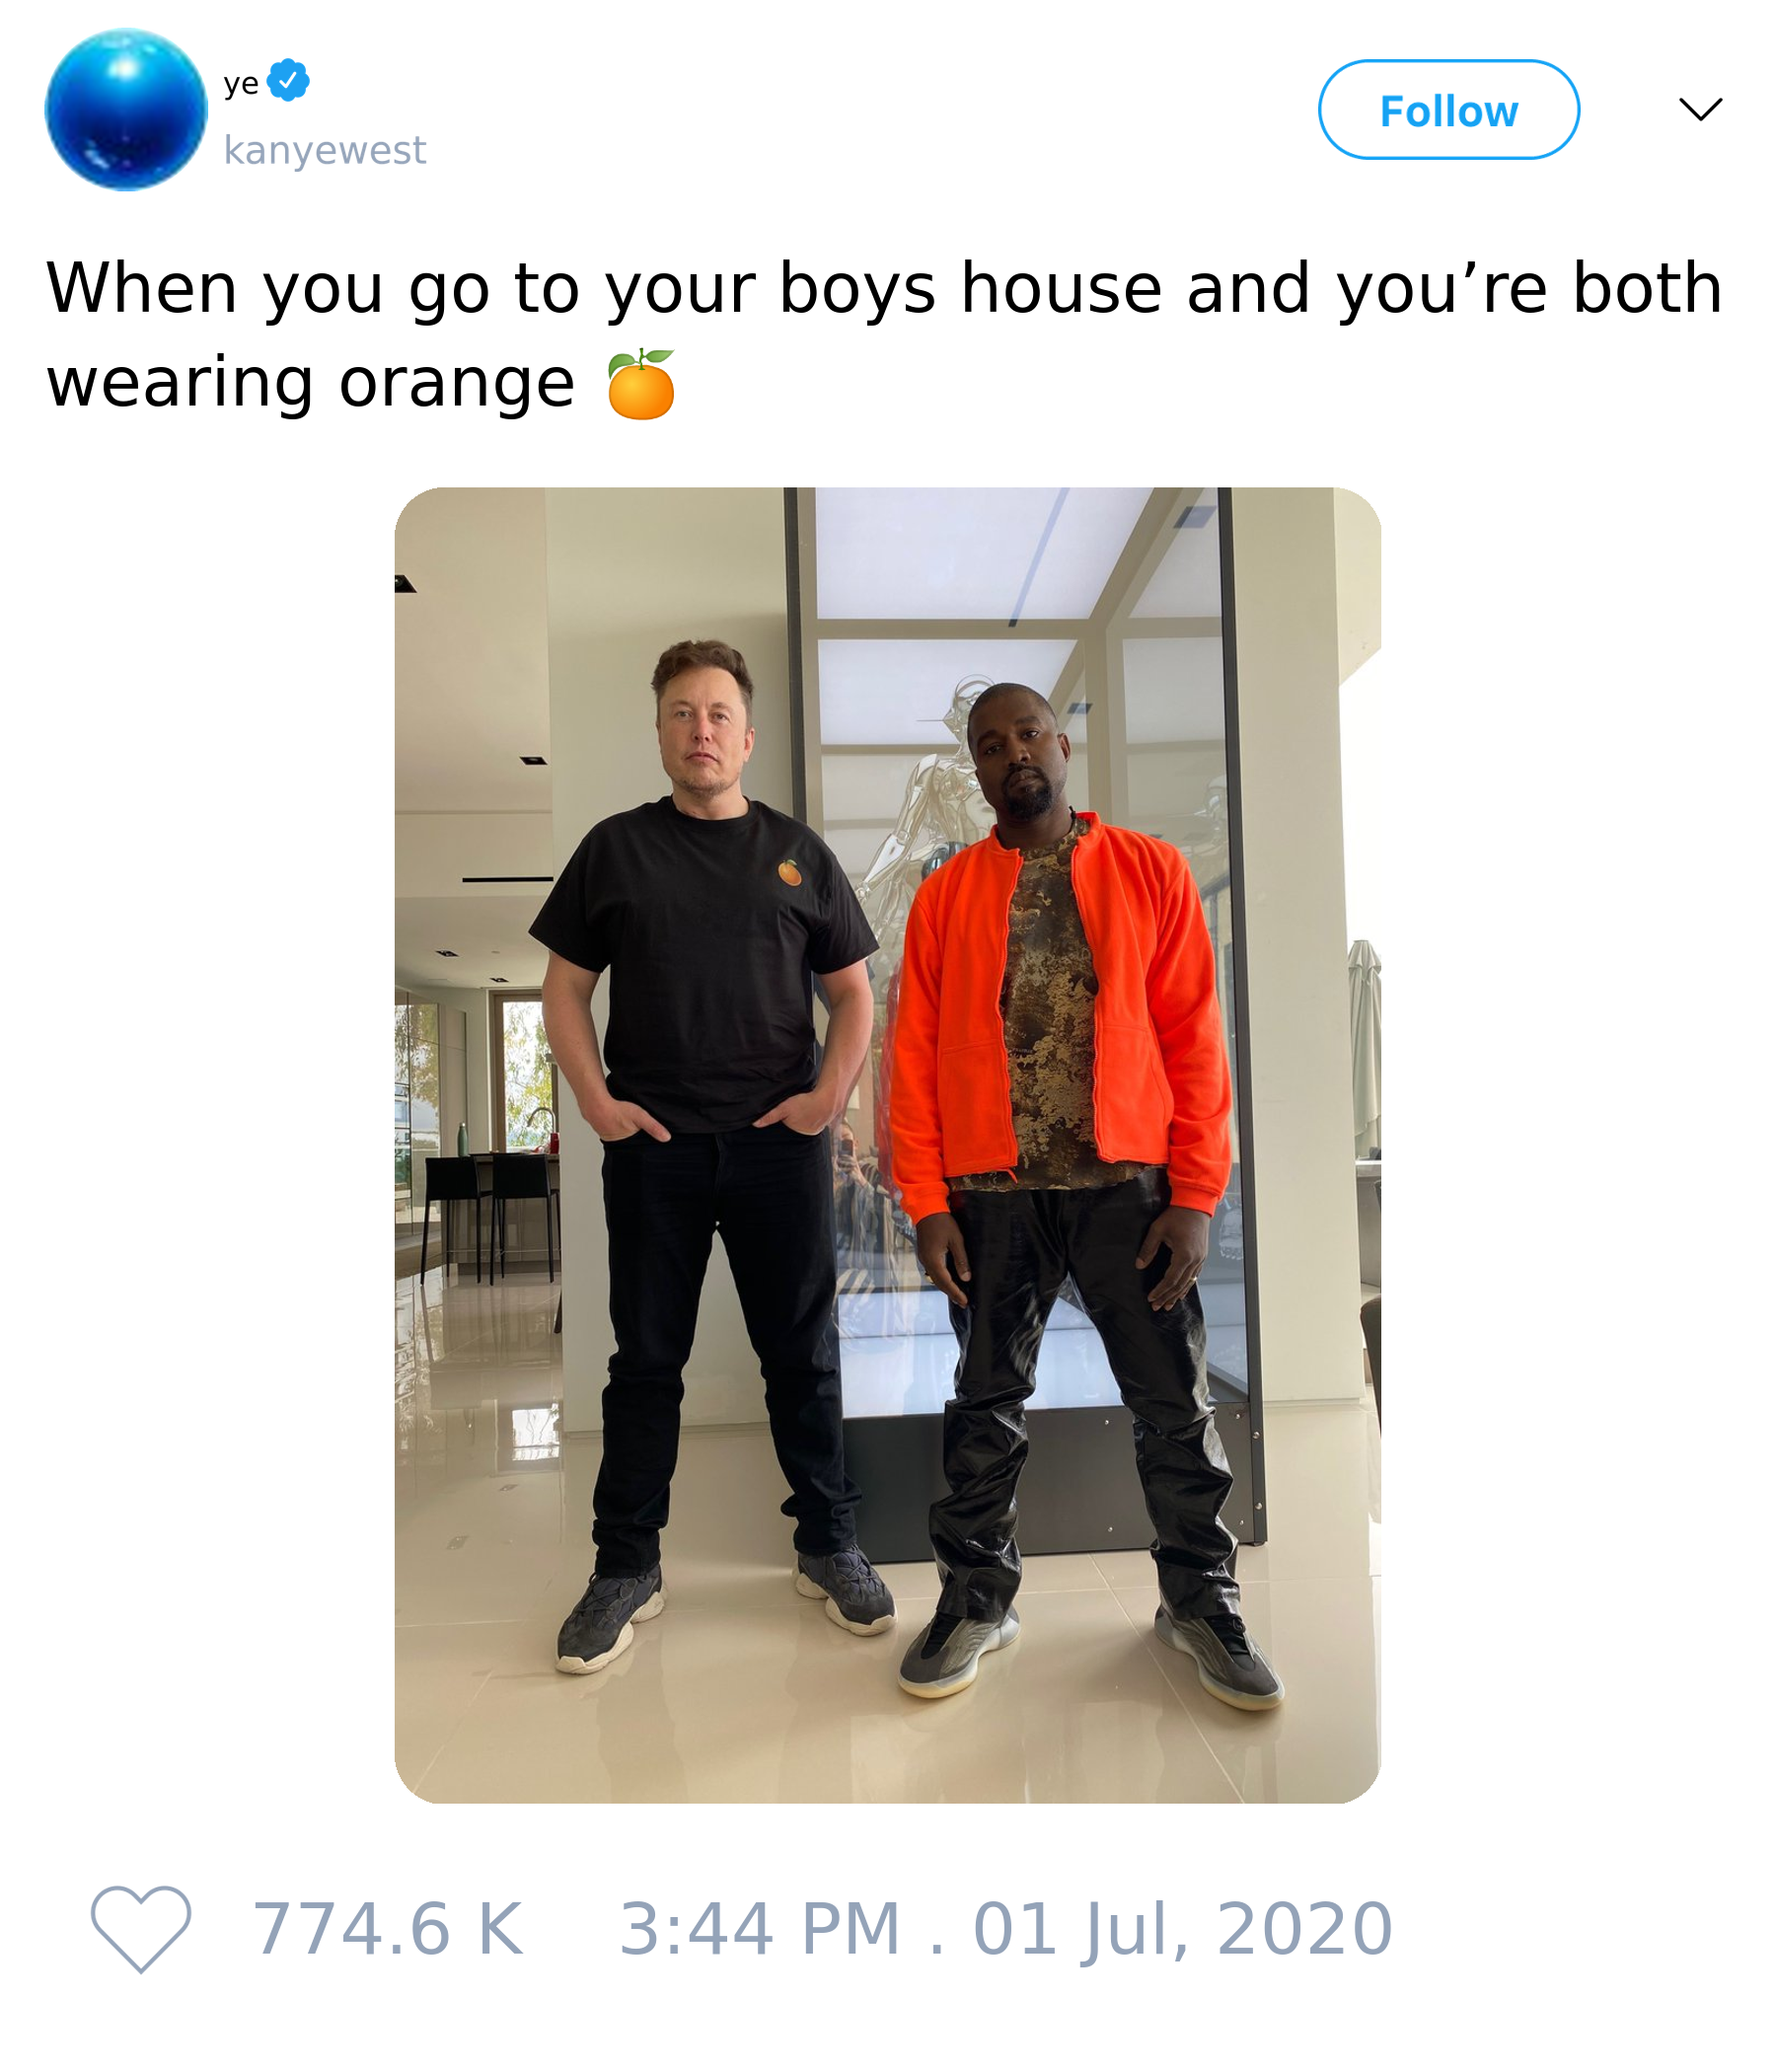 ye
kanyewest
Follow
When you go to your boys house and you’re both
wearing orange 🍊
774.6 K 3:44 PM . 01 Jul, 2020